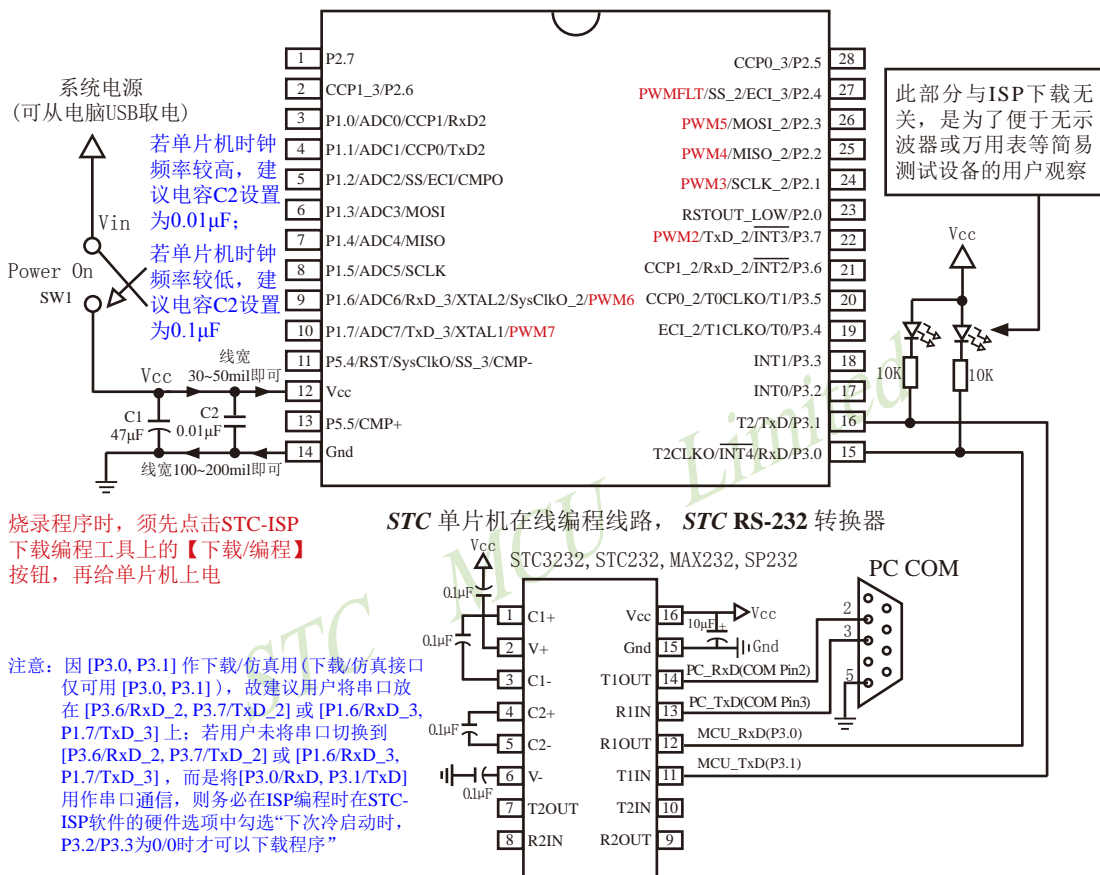 系统电源
(可从电脑USB取电)
Vin
Power On
SW1
若单片机时钟
频率较高，建
议电容C2设置
为0.01μF；
若单片机时钟
频率较低，建
议电容C2设置
为0.1μF
线宽
30~50mil即可
Vcc
C1
47μF
C2
0.01μF
线宽100~200mil即可
1 P2.7
2 CCP1_3/P2.6
3 P1.0/ADC0/CCP1/RxD2
4 P1.1/ADC1/CCP0/TxD2
5 P1.2/ADC2/SS/ECI/CMPO
6 P1.3/ADC3/MOSI
7 P1.4/ADC4/MISO
8 P1.5/ADC5/SCLK
9 P1.6/ADC6/RxD_3/XTAL2/SysClkO_2/PWM6
10 P1.7/ADC7/TxD_3/XTAL1/PWM7
11 P5.4/RST/SysClkO/SS_3/CMP-
12 Vcc
13 P5.5/CMP+
14 Gnd
CCP0_3/P2.5 28
PWMFLT/SS_2/ECI_3/P2.4 27
PWM5/MOSI_2/P2.3 26
PWM4/MISO_2/P2.2 25
PWM3/SCLK_2/P2.1 24
RSTOUT_LOW/P2.0 23
PWM2/TxD_2/INT3/P3.7 22
CCP1_2/RxD_2/INT2/P3.6 21
CCP0_2/T0CLKO/T1/P3.5 20
ECI_2/T1CLKO/T0/P3.4 19
INT1/P3.3 18
INT0/P3.2 17
T2/TxD/P3.1 16
T2CLKO/INT4/RxD/P3.0 15
此部分与ISP下载无
关，是为了便于无示
波器或万用表等简易
测试设备的用户观察
Vcc
10K
10K
STC MCU Limited
烧录程序时，须先点击STC-ISP
下载编程工具上的【下载/编程】
按钮，再给单片机上电
STC 单片机在线编程线路， STC RS-232 转换器
STC3232,STC232,MAX232,SP232
Vcc
0.1μF
0.1μF
0.1μF
0.1μF
1 C1+
2 V+
3 C1-
4 C2+
5 C2-
6 V-
7 T2OUT
8 R2IN
Vcc 16
Gnd 15
T1OUT 14
R1IN 13
R1OUT 12
T1IN 11
T2IN 10
R2OUT 9
Vcc
10μF +
Gnd
PC_RxD(COM Pin2)
PC_TxD(COM Pin3)
MCU_RxD(P3.0)
MCU_TxD(P3.1)
PC COM
2
3
5
注意：因 [P3.0, P3.1] 作下载/仿真用(下载/仿真接口
仅可用 [P3.0, P3.1] )，故建议用户将串口放
在 [P3.6/RxD_2, P3.7/TxD_2] 或 [P1.6/RxD_3,
P1.7/TxD_3] 上；若用户未将串口切换到
[P3.6/RxD_2, P3.7/TxD_2] 或 [P1.6/RxD_3,
P1.7/TxD_3] ，而是将[P3.0/RxD, P3.1/TxD]
用作串口通信，则务必在ISP编程时在STC-
ISP软件的硬件选项中勾选“下次冷启动时，
P3.2/P3.3为0/0时才可以下载程序”